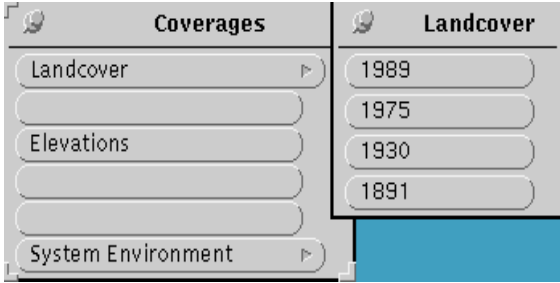 Coverages
Landcover
Elevations
System Environment
Landcover
1989
1975
1930
1891